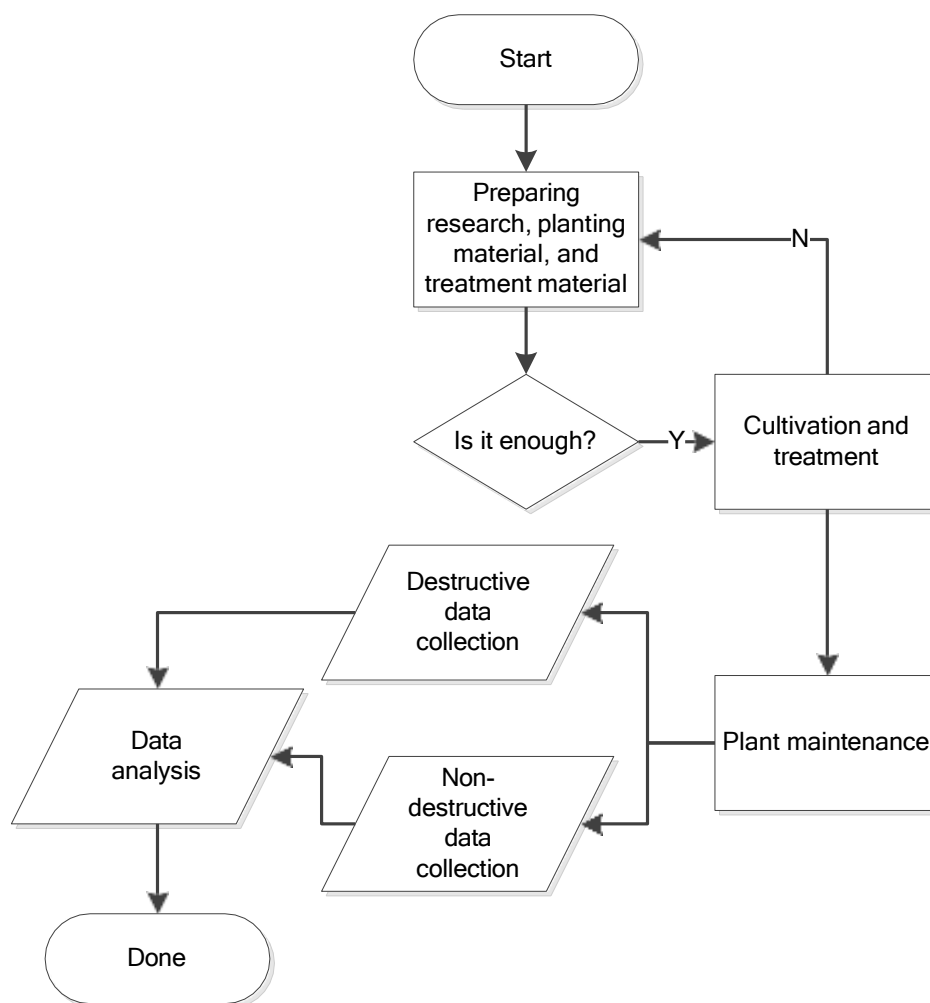 Start
Preparing
research, planting
material, and
treatment material
N
Is it enough?
Y
Cultivation and
treatment
Destructive
data
collection
Data
analysis
Non-
destructive
data
collection
Plant maintenance
Done